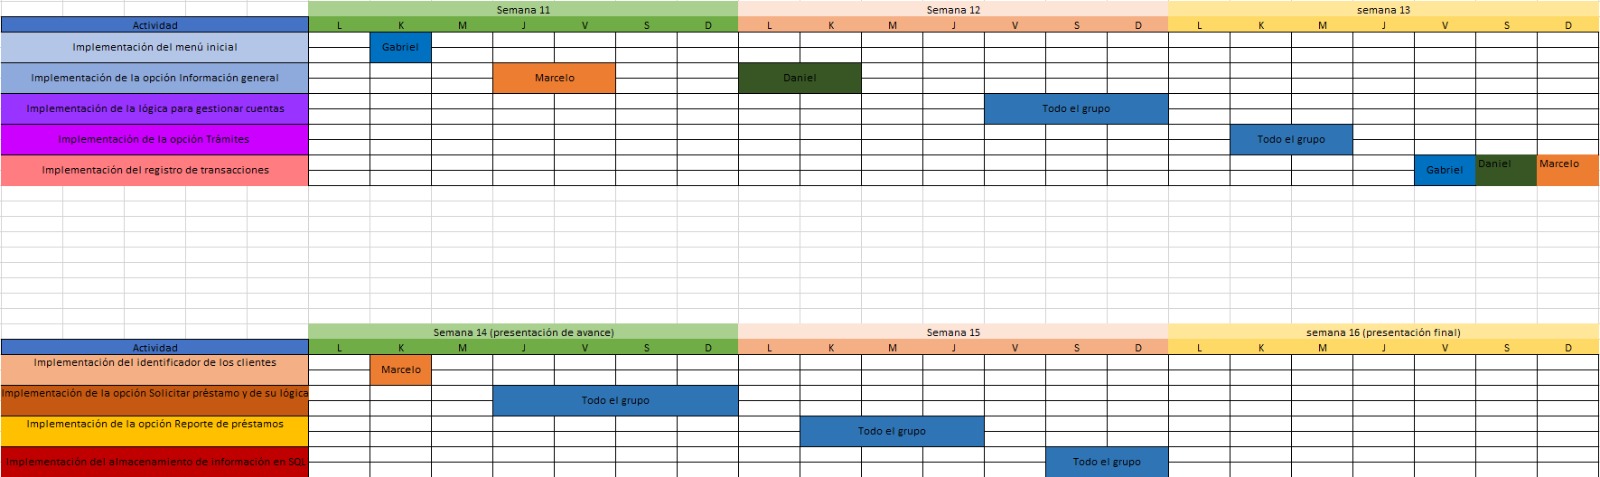 Semana 11 Semana 12 semana 13
Actividad L K M J V S D L K M J V S D L K M J V S D
Implementación del menú inicial Gabriel
Implementación de la opción Información general Marcelo Daniel
Implementación de la lógica para gestionar cuentas Todo el grupo
Implementación de la opción Trámites Todo el grupo
Implementación del registro de transacciones Gabriel Daniel Marcelo
Semana 14 (presentación de avance) Semana 15 semana 16 (presentación final)
Actividad L K M J V S D L K M J V S D L K M J V S D
Implementación del identificador de los clientes Marcelo
Implementación de la opción Solicitar préstamo y de su lógica Todo el grupo
Implementación de la opción Reporte de préstamos Todo el grupo
Implementación del almacenamiento de información en SQL Todo el grupo